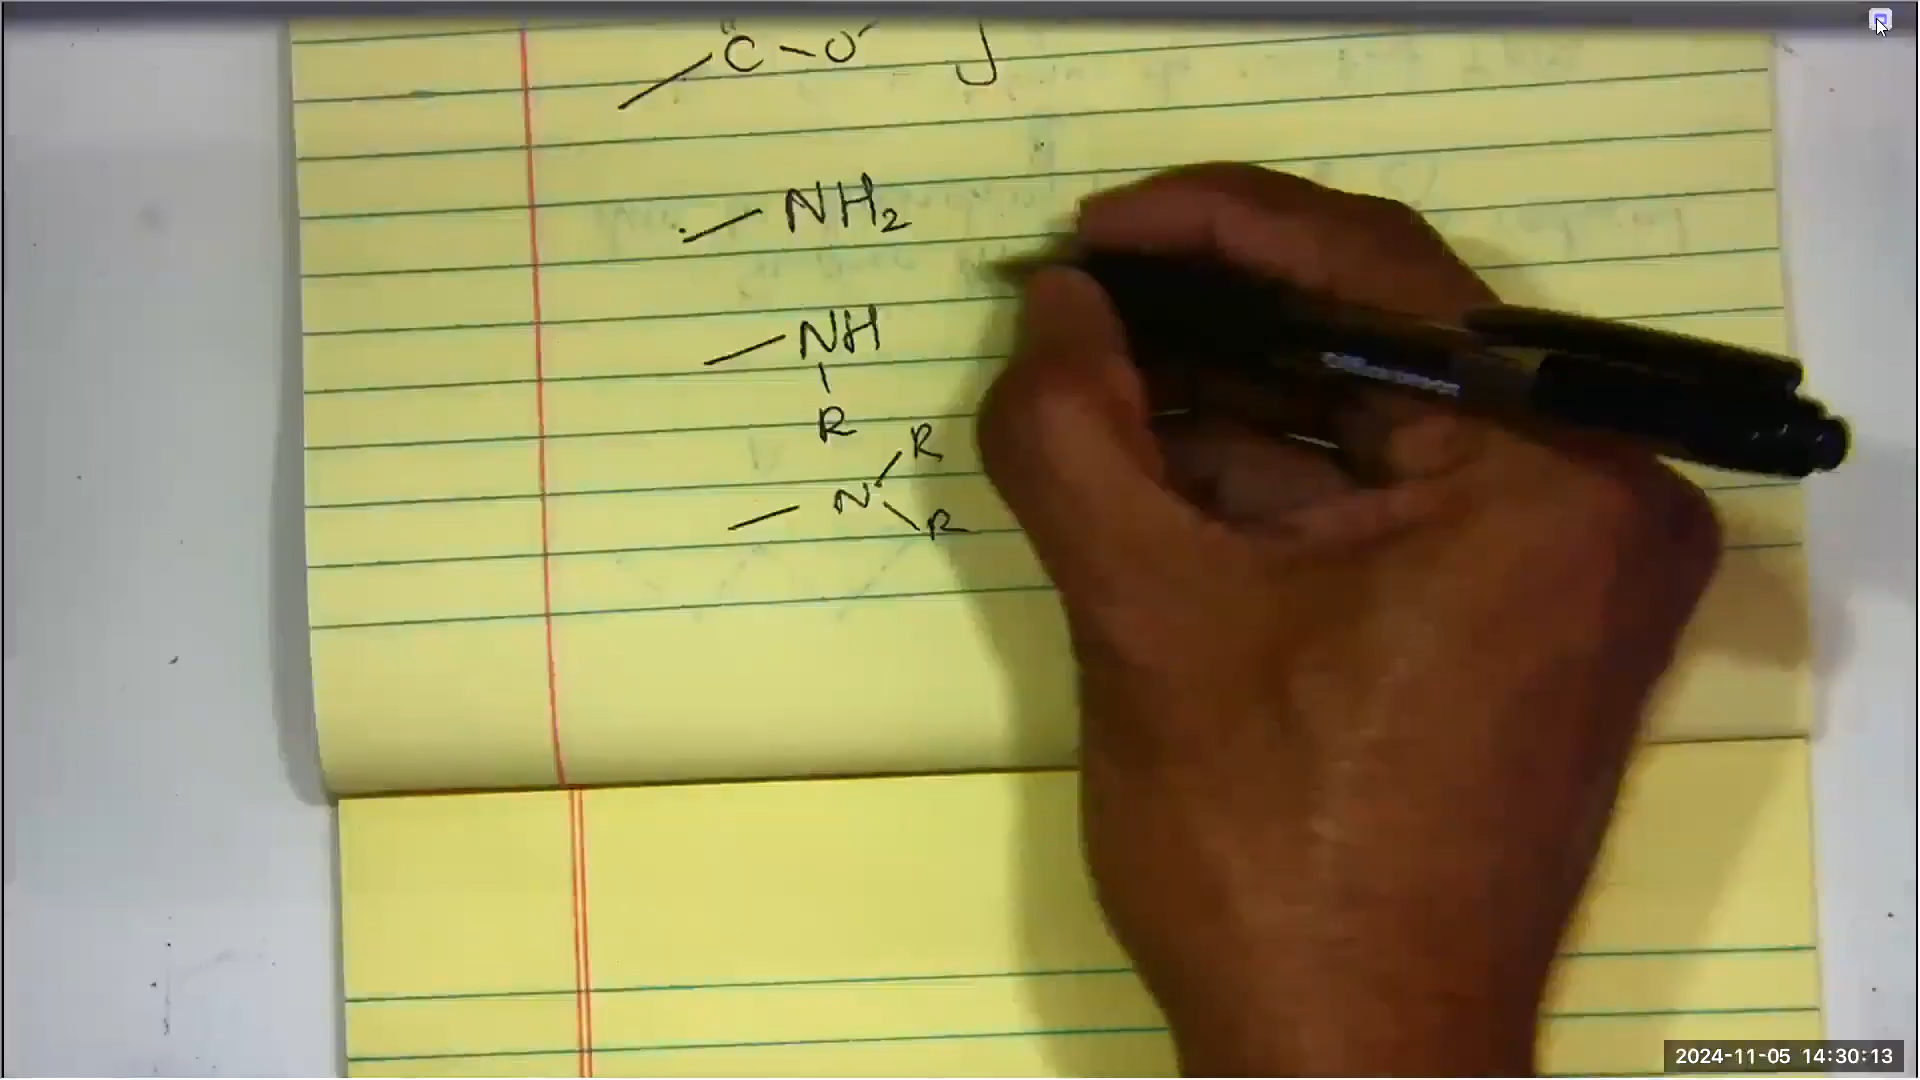 C - O⁻
- NH₂
- NH
|
R
R
- N
R
2024-11-05 14:30:13